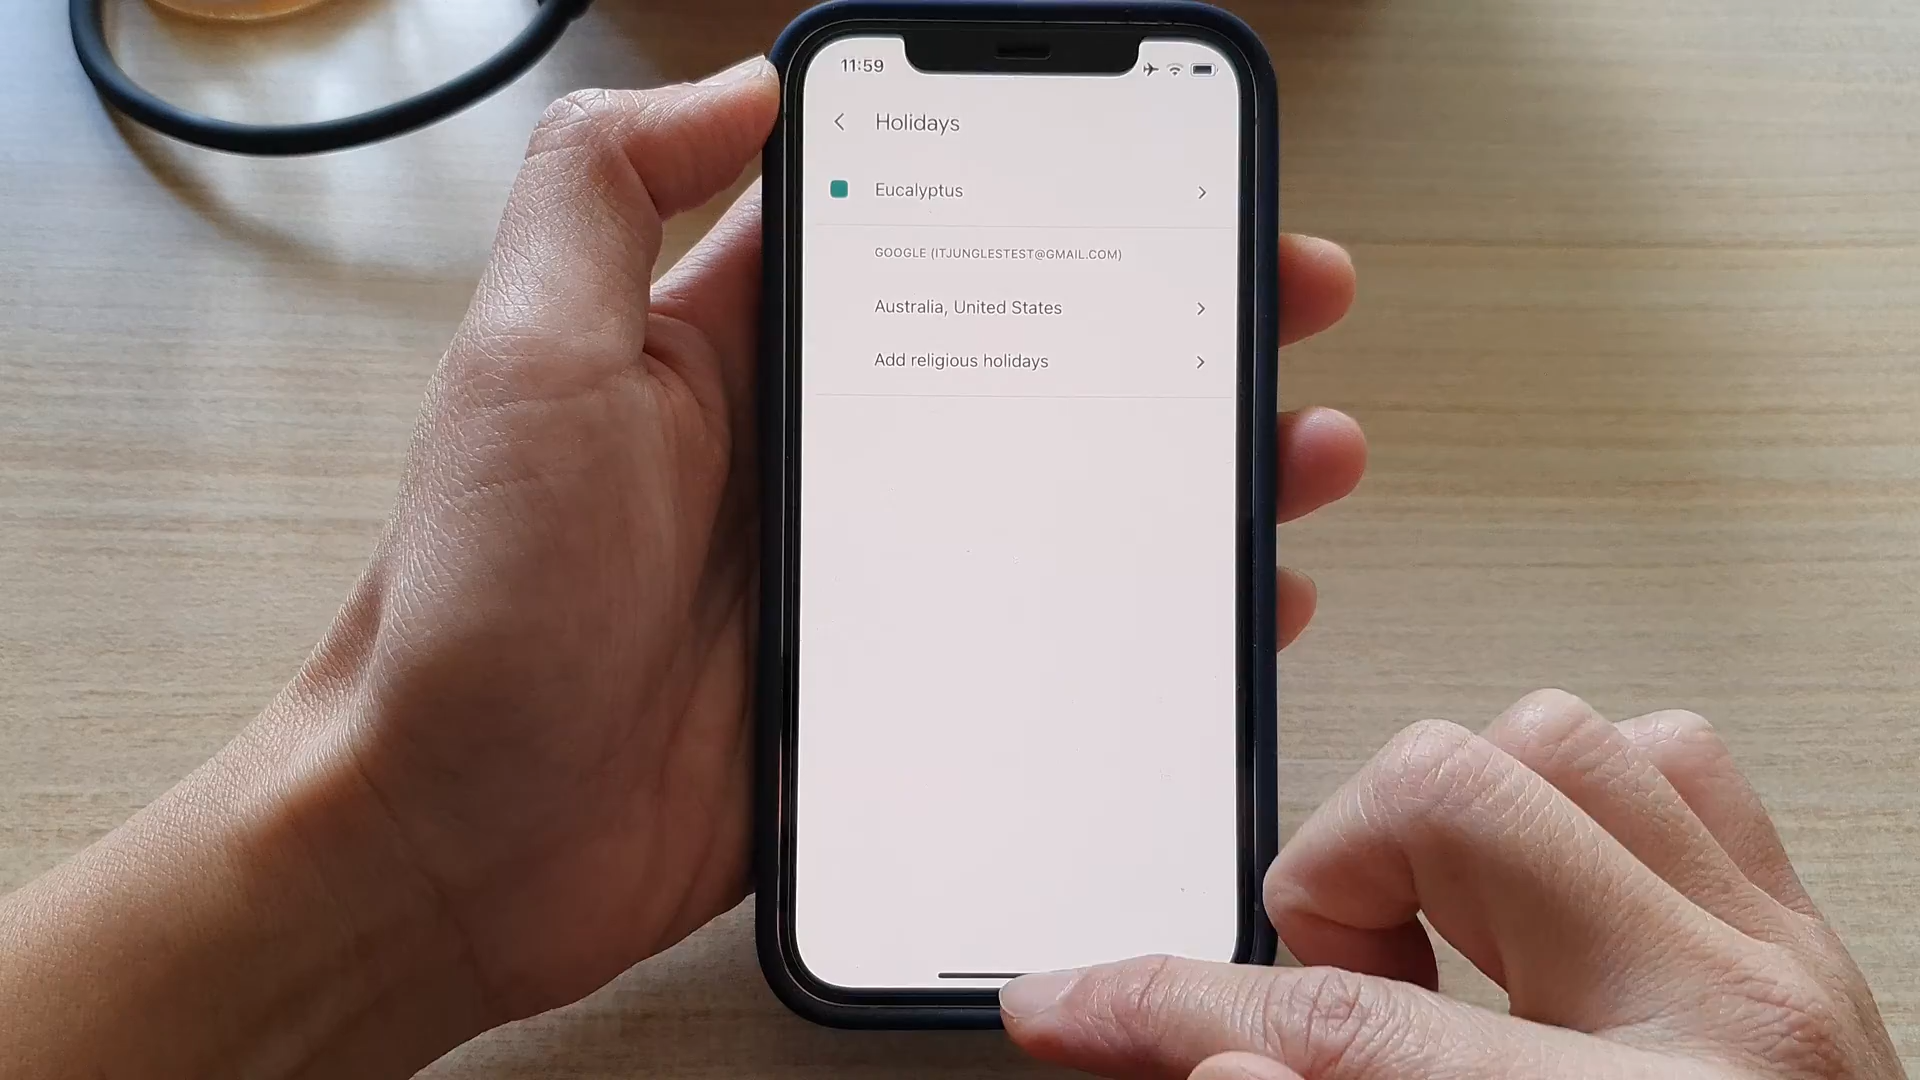 11:59
Holidays
Eucalyptus
GOOGLE (ITJUNGLESTEST@GMAIL.COM)
Australia, United States
Add religious holidays